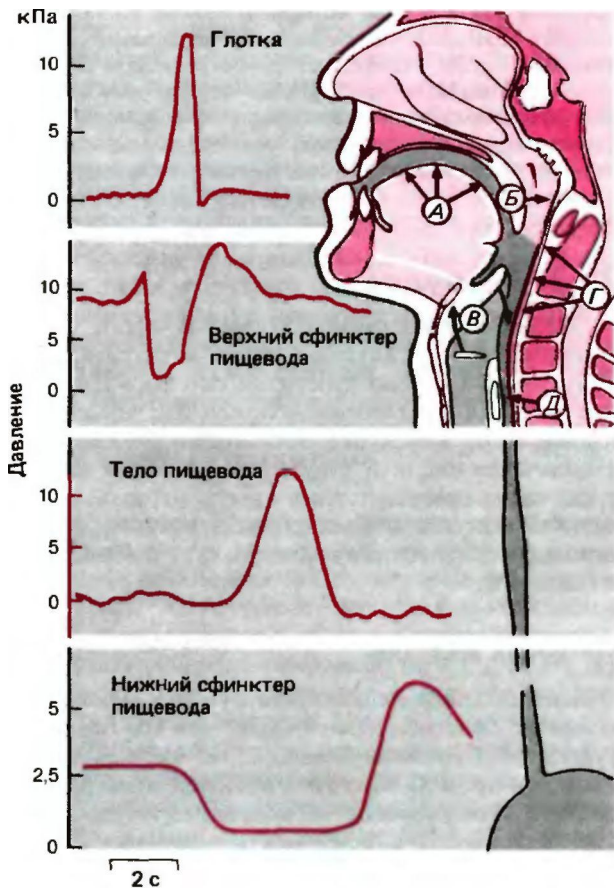 кПа
Глотка
10
5
0
А
Б
В
Г
Д
10
5
0
Верхний сфинктер
пищевода
Давление
Тело пищевода
10
5
0
Нижний сфинктер
пищевода
5
2,5
0
2 с